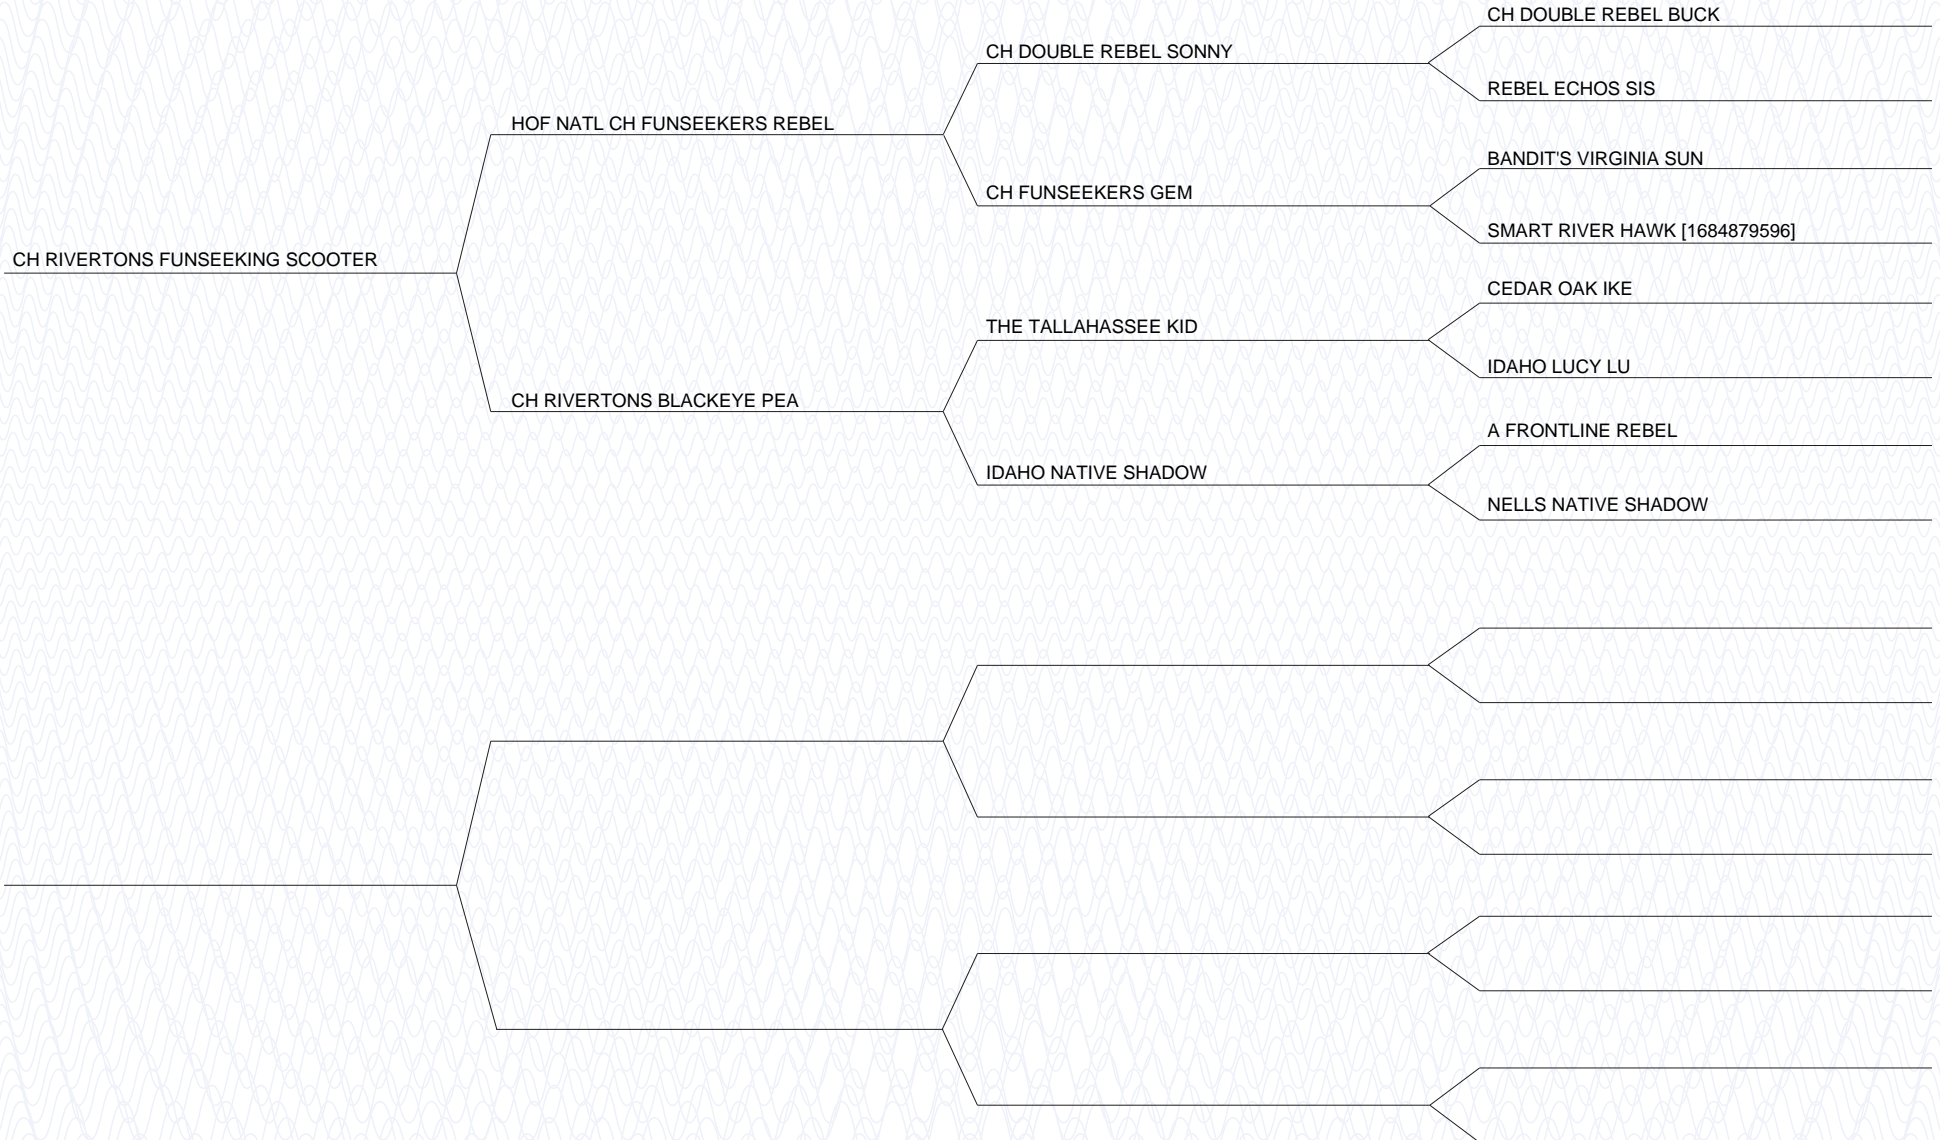 CH DOUBLE REBEL BUCK
CH DOUBLE REBEL SONNY
REBEL ECHOS SIS
HOF NATL CH FUNSEEKERS REBEL
BANDIT'S VIRGINIA SUN
CH FUNSEEKERS GEM
SMART RIVER HAWK [1684879596]
CH RIVERTONS FUNSEEKING SCOOTER
CEDAR OAK IKE
THE TALLAHASSEE KID
IDAHO LUCY LU
CH RIVERTONS BLACKEYE PEA
A FRONTLINE REBEL
IDAHO NATIVE SHADOW
NELLS NATIVE SHADOW